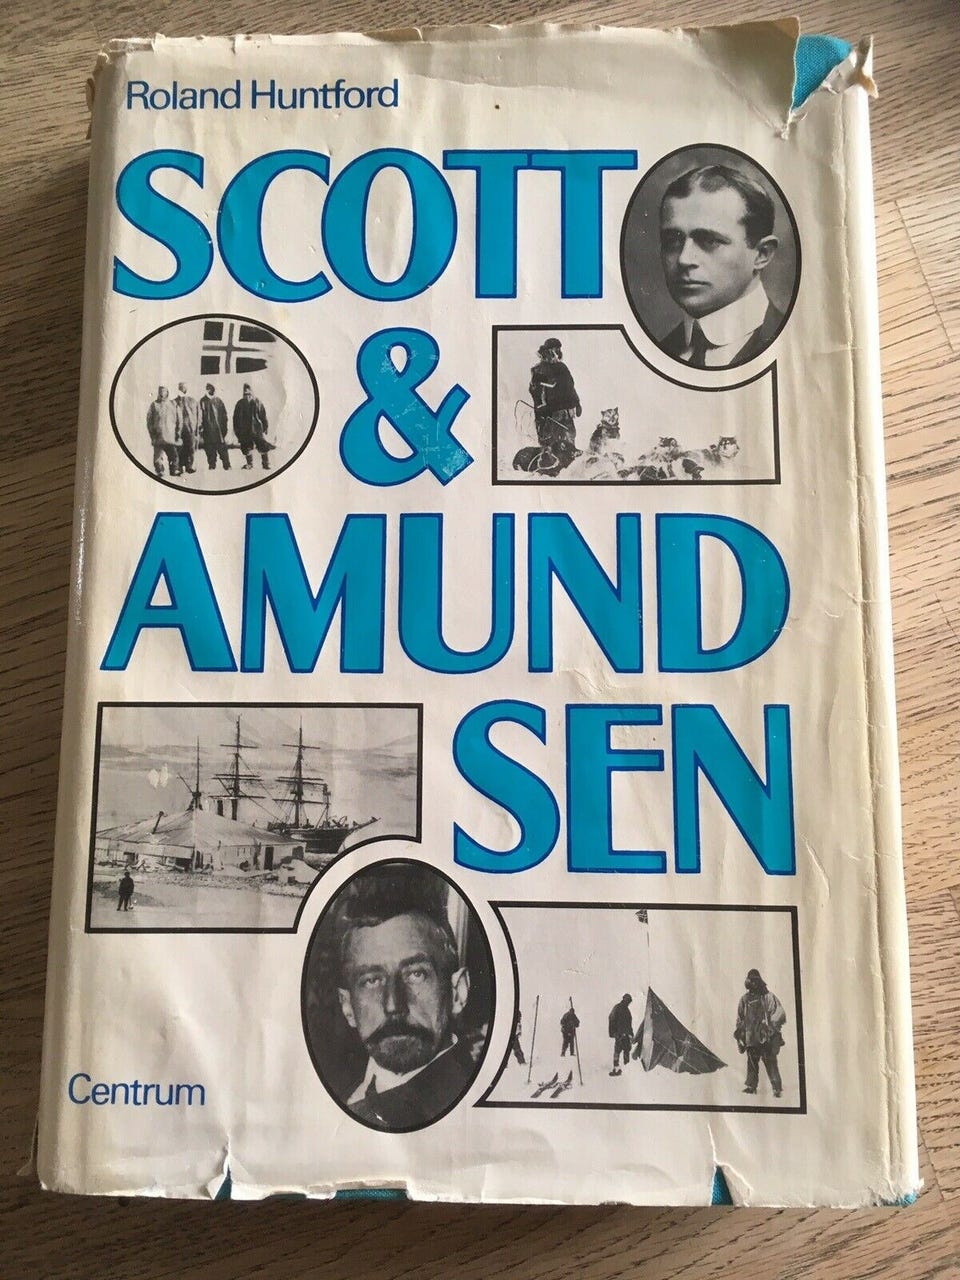 Roland Huntford
SCOTT
&
AMUND
SEN
Centrum